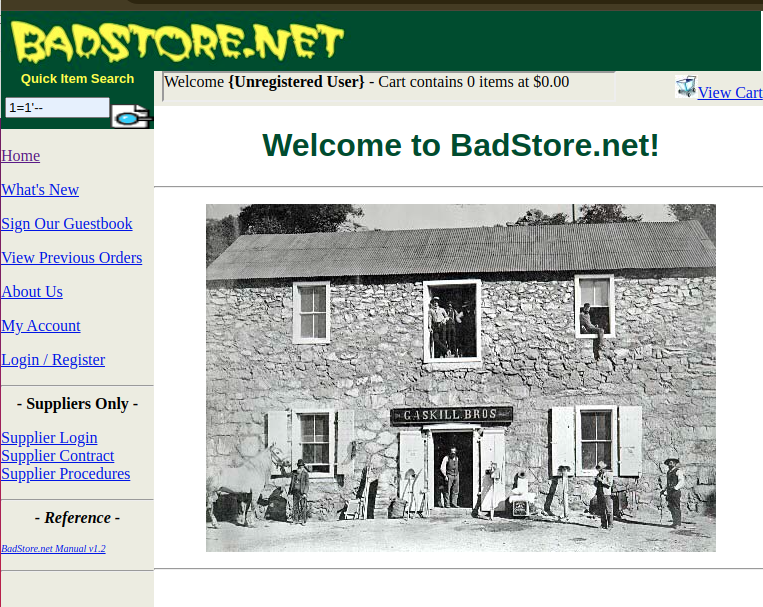 BADSTORE.NET
Quick Item Search
1=1'--
Welcome {Unregistered User} - Cart contains 0 items at $0.00
View Cart
Home
What's New
Sign Our Guestbook
View Previous Orders
About Us
My Account
Login / Register
- Suppliers Only -
Supplier Login
Supplier Contract
Supplier Procedures
- Reference -
BadStore.net Manual v1.2
Welcome to BadStore.net!
GASKILL BROS